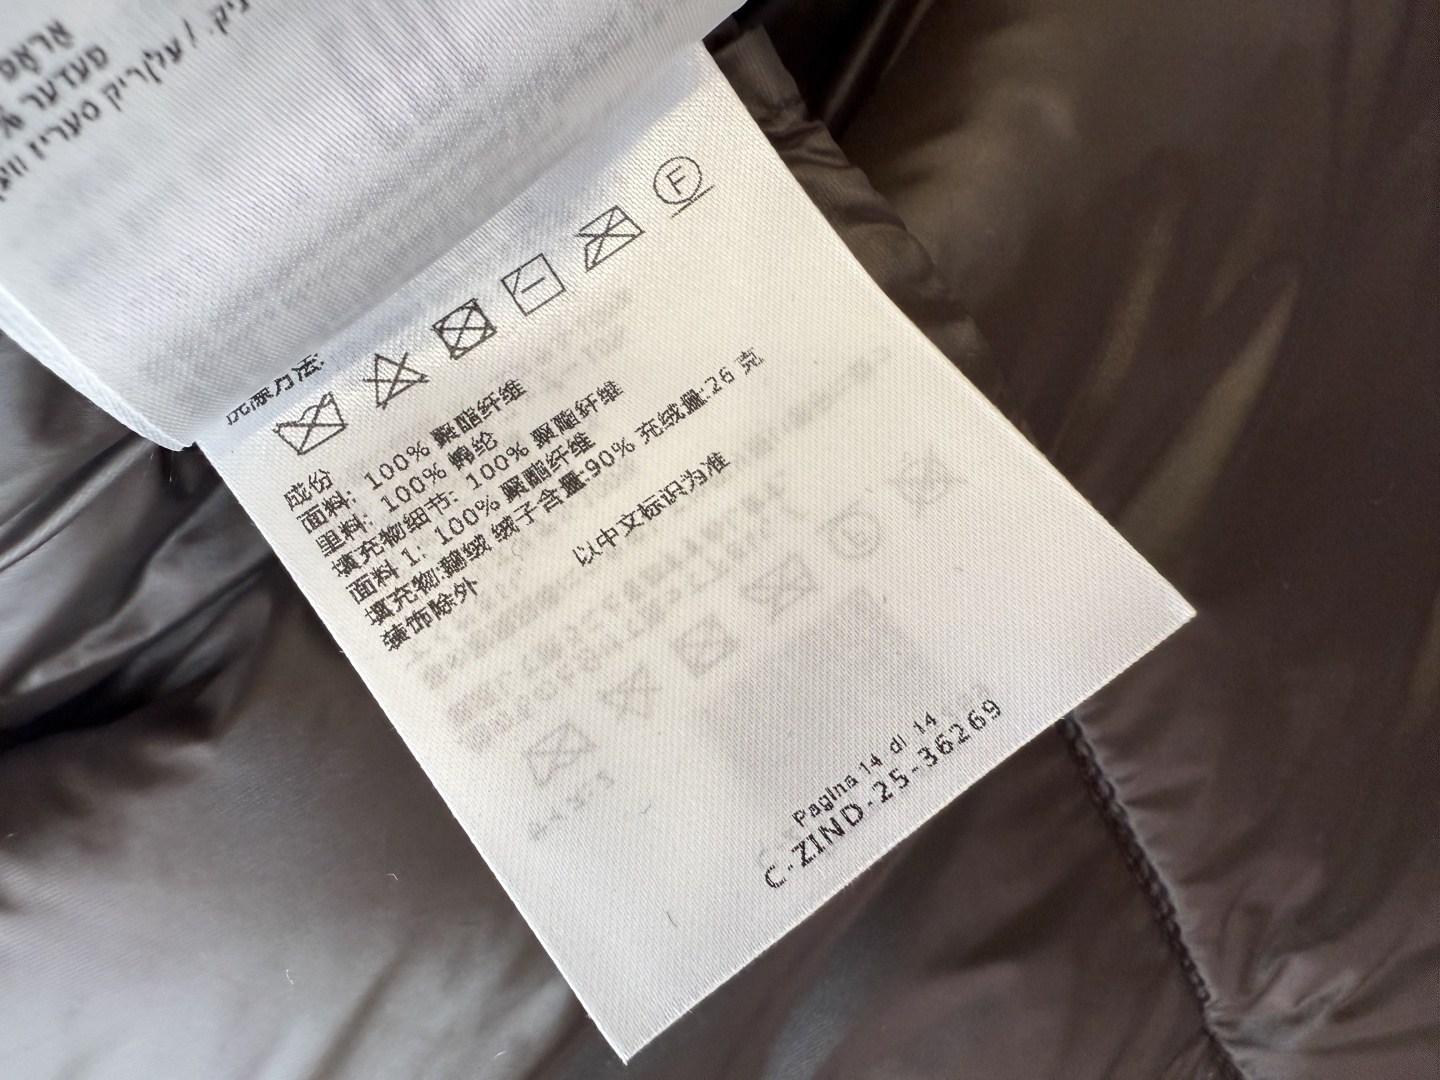 洗涤方法:
F
成份
面料: 100% 聚酯纤维
里料: 100% 锦纶
填充物细节: 100% 聚酯纤维
面料 1: 100% 聚酯纤维
填充物:鹅绒 绒子含量:90% 充绒量:26 克
装饰除外
以中文标识为准
Pagina 14 di 14
C-ZIND-25-36269